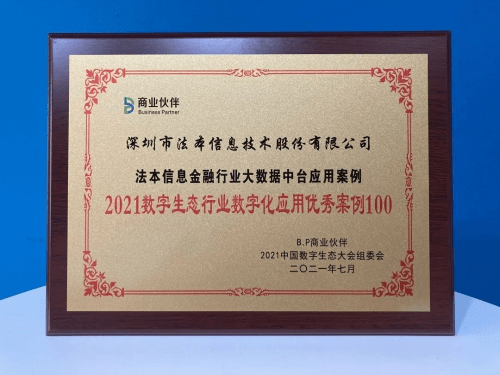 商业伙伴
Business Partner
深圳市法本信息技术股份有限公司
法本信息金融行业大数据中台应用案例
2021数字生态行业数字化应用优秀案例100
B.P商业伙伴
2021中国数字生态大会组委会
二〇二一年七月